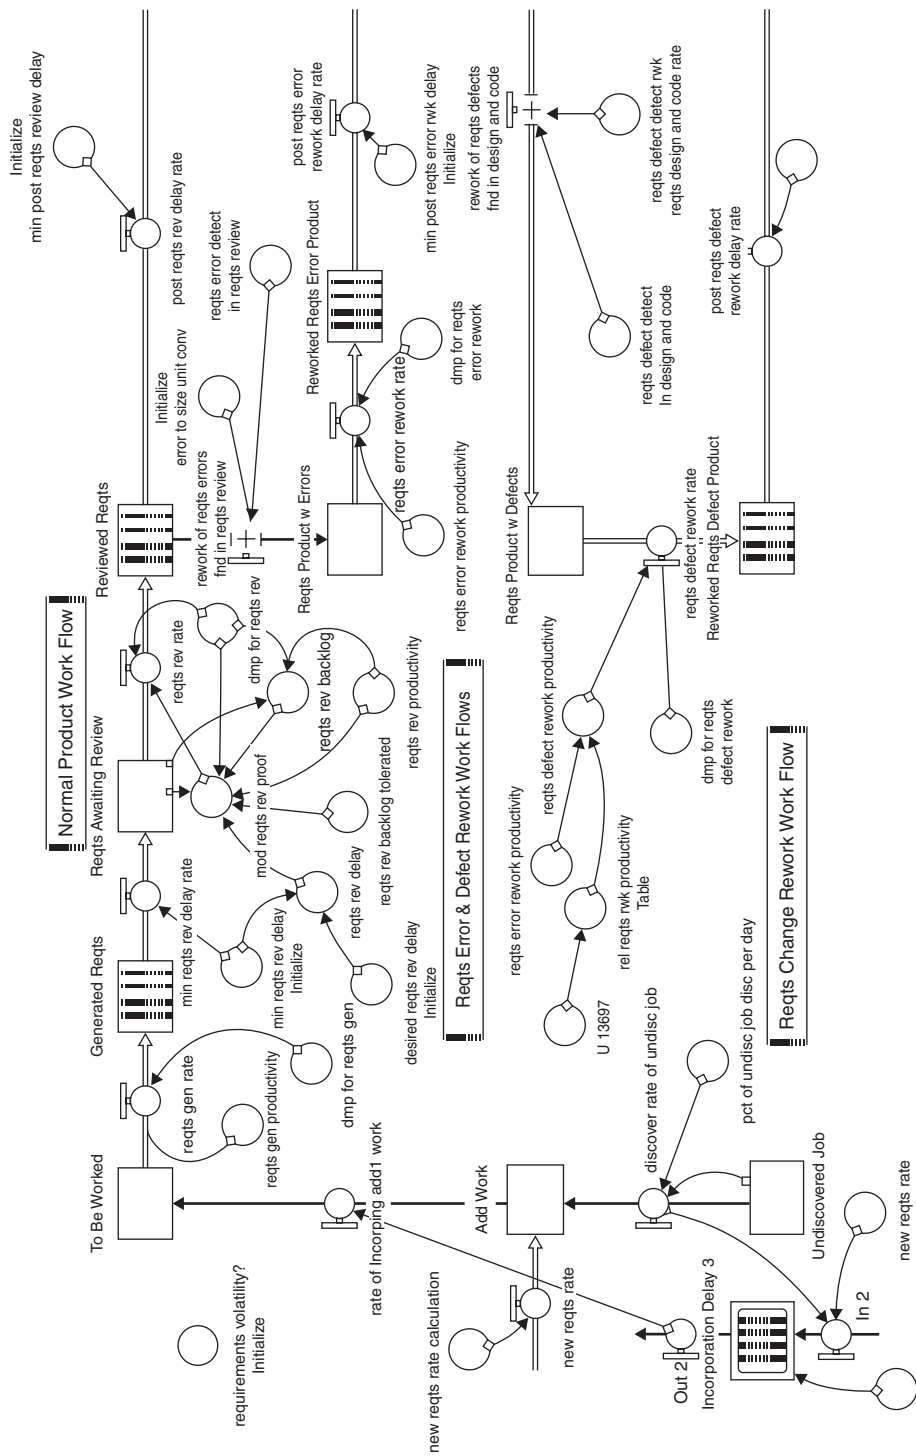 Normal Product Work Flow
To Be Worked
reqts gen rate
reqts gen productivity
dmp for reqts gen
Generated Reqts
min reqts rev delay rate
min reqts rev delay
Initialize
desired reqts rev delay
Initialize
reqts rev delay
Reqts Awaiting Review
mod reqts rev proof
reqts rev backlog tolerated
reqts rev rate
dmp for reqts rev
reqts rev backlog
reqts rev productivity
Reviewed Reqts
rework of reqts errors
fnd in reqts review
Initialize
error to size unit conv
reqts error detect
in reqts review
post reqts rev delay rate
Initialize
min post reqts review delay
requirements volatility?
Initialize
rate of Incorping add1 work
Reqts Error & Defect Rework Work Flows
Reqts Product w Errors
reqts error rework productivity
reqts error rework rate
dmp for reqts
error rework
Reworked Reqts Error Product
post reqts error
rework delay rate
min post reqts error rwk delay
Initialize
rework of reqts defects
fnd in design and code
reqts defect detect rwk
reqts design and code rate
reqts defect detect
In design and code
Reqts Product w Defects
reqts error rework productivity
reqts defect rework productivity
U 13697
rel reqts rwk productivity
Table
dmp for reqts
defect rework
reqts defect rework rate
Reworked Reqts Defect Product
post reqts defect
rework delay rate
Reqts Change Rework Work Flow
new reqts rate calculation
new reqts rate
Add Work
discover rate of undisc job
pct of undisc job disc per day
Undiscovered Job
Out 2
Incorporation Delay 3
In 2
new reqts rate